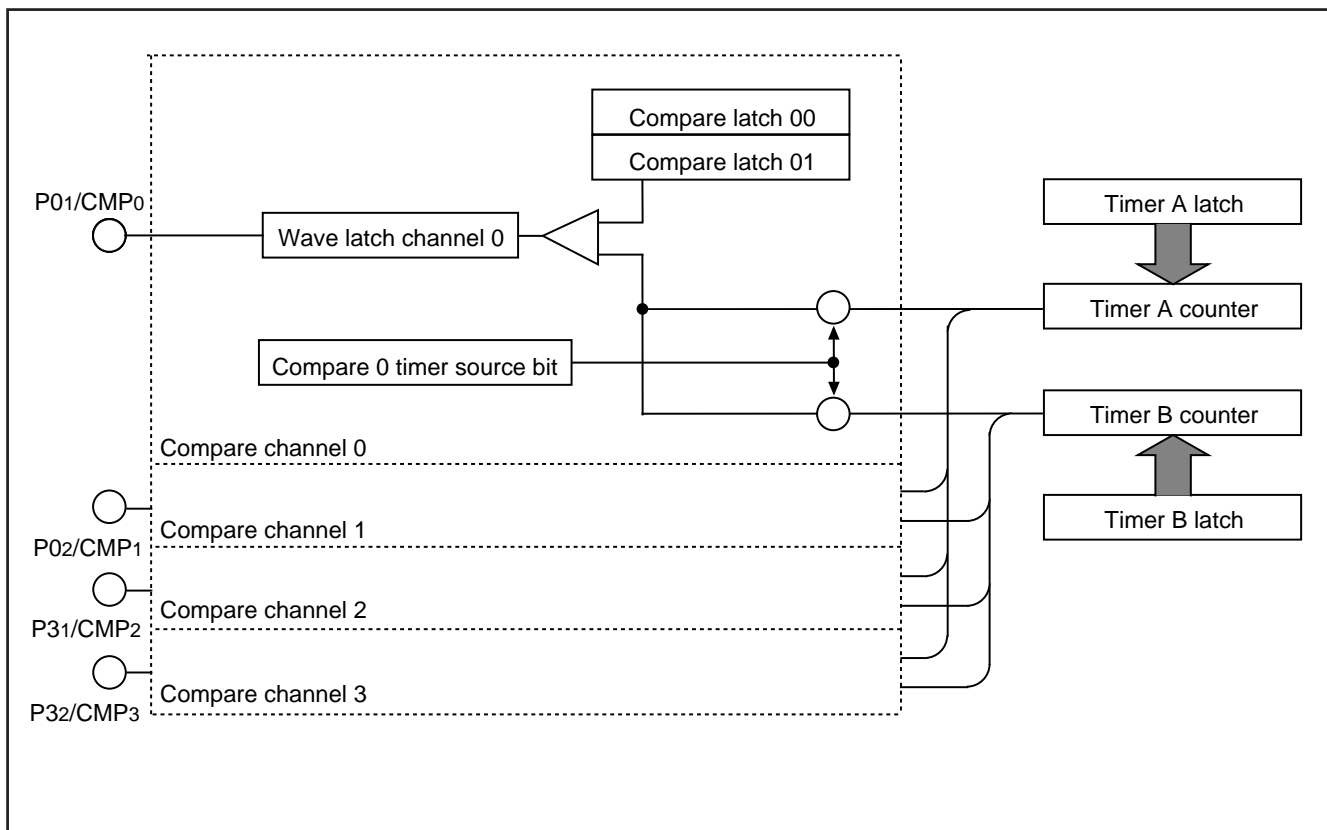 Compare latch 00
Compare latch 01
P01/CMP0
Wave latch channel 0
Timer A latch
Timer A counter
Compare 0 timer source bit
Timer B counter
Compare channel 0
Timer B latch
Compare channel 1
P02/CMP1
Compare channel 2
P31/CMP2
Compare channel 3
P32/CMP3